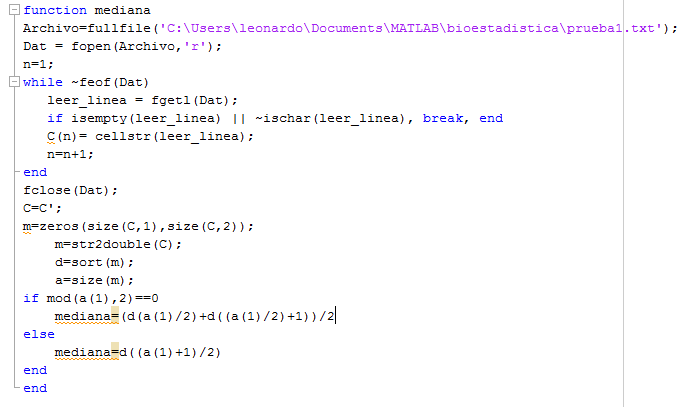 function mediana
Archivo=fullfile('C:\Users\leonardo\Documents\MATLAB\bioestadistica\prueba1.txt');
Dat = fopen(Archivo,'r');
n=1;
while ~feof(Dat)
leer_linea = fgetl(Dat);
if isempty(leer_linea) || ~ischar(leer_linea), break, end
C(n)= cellstr(leer_linea);
n=n+1;
end
fclose(Dat);
C=C';
m=zeros(size(C,1),size(C,2));
m=str2double(C);
d=sort(m);
a=size(m);
if mod(a(1),2)==0
mediana=(d(a(1)/2)+d((a(1)/2)+1))/2
else
mediana=d((a(1)+1)/2)
end
end